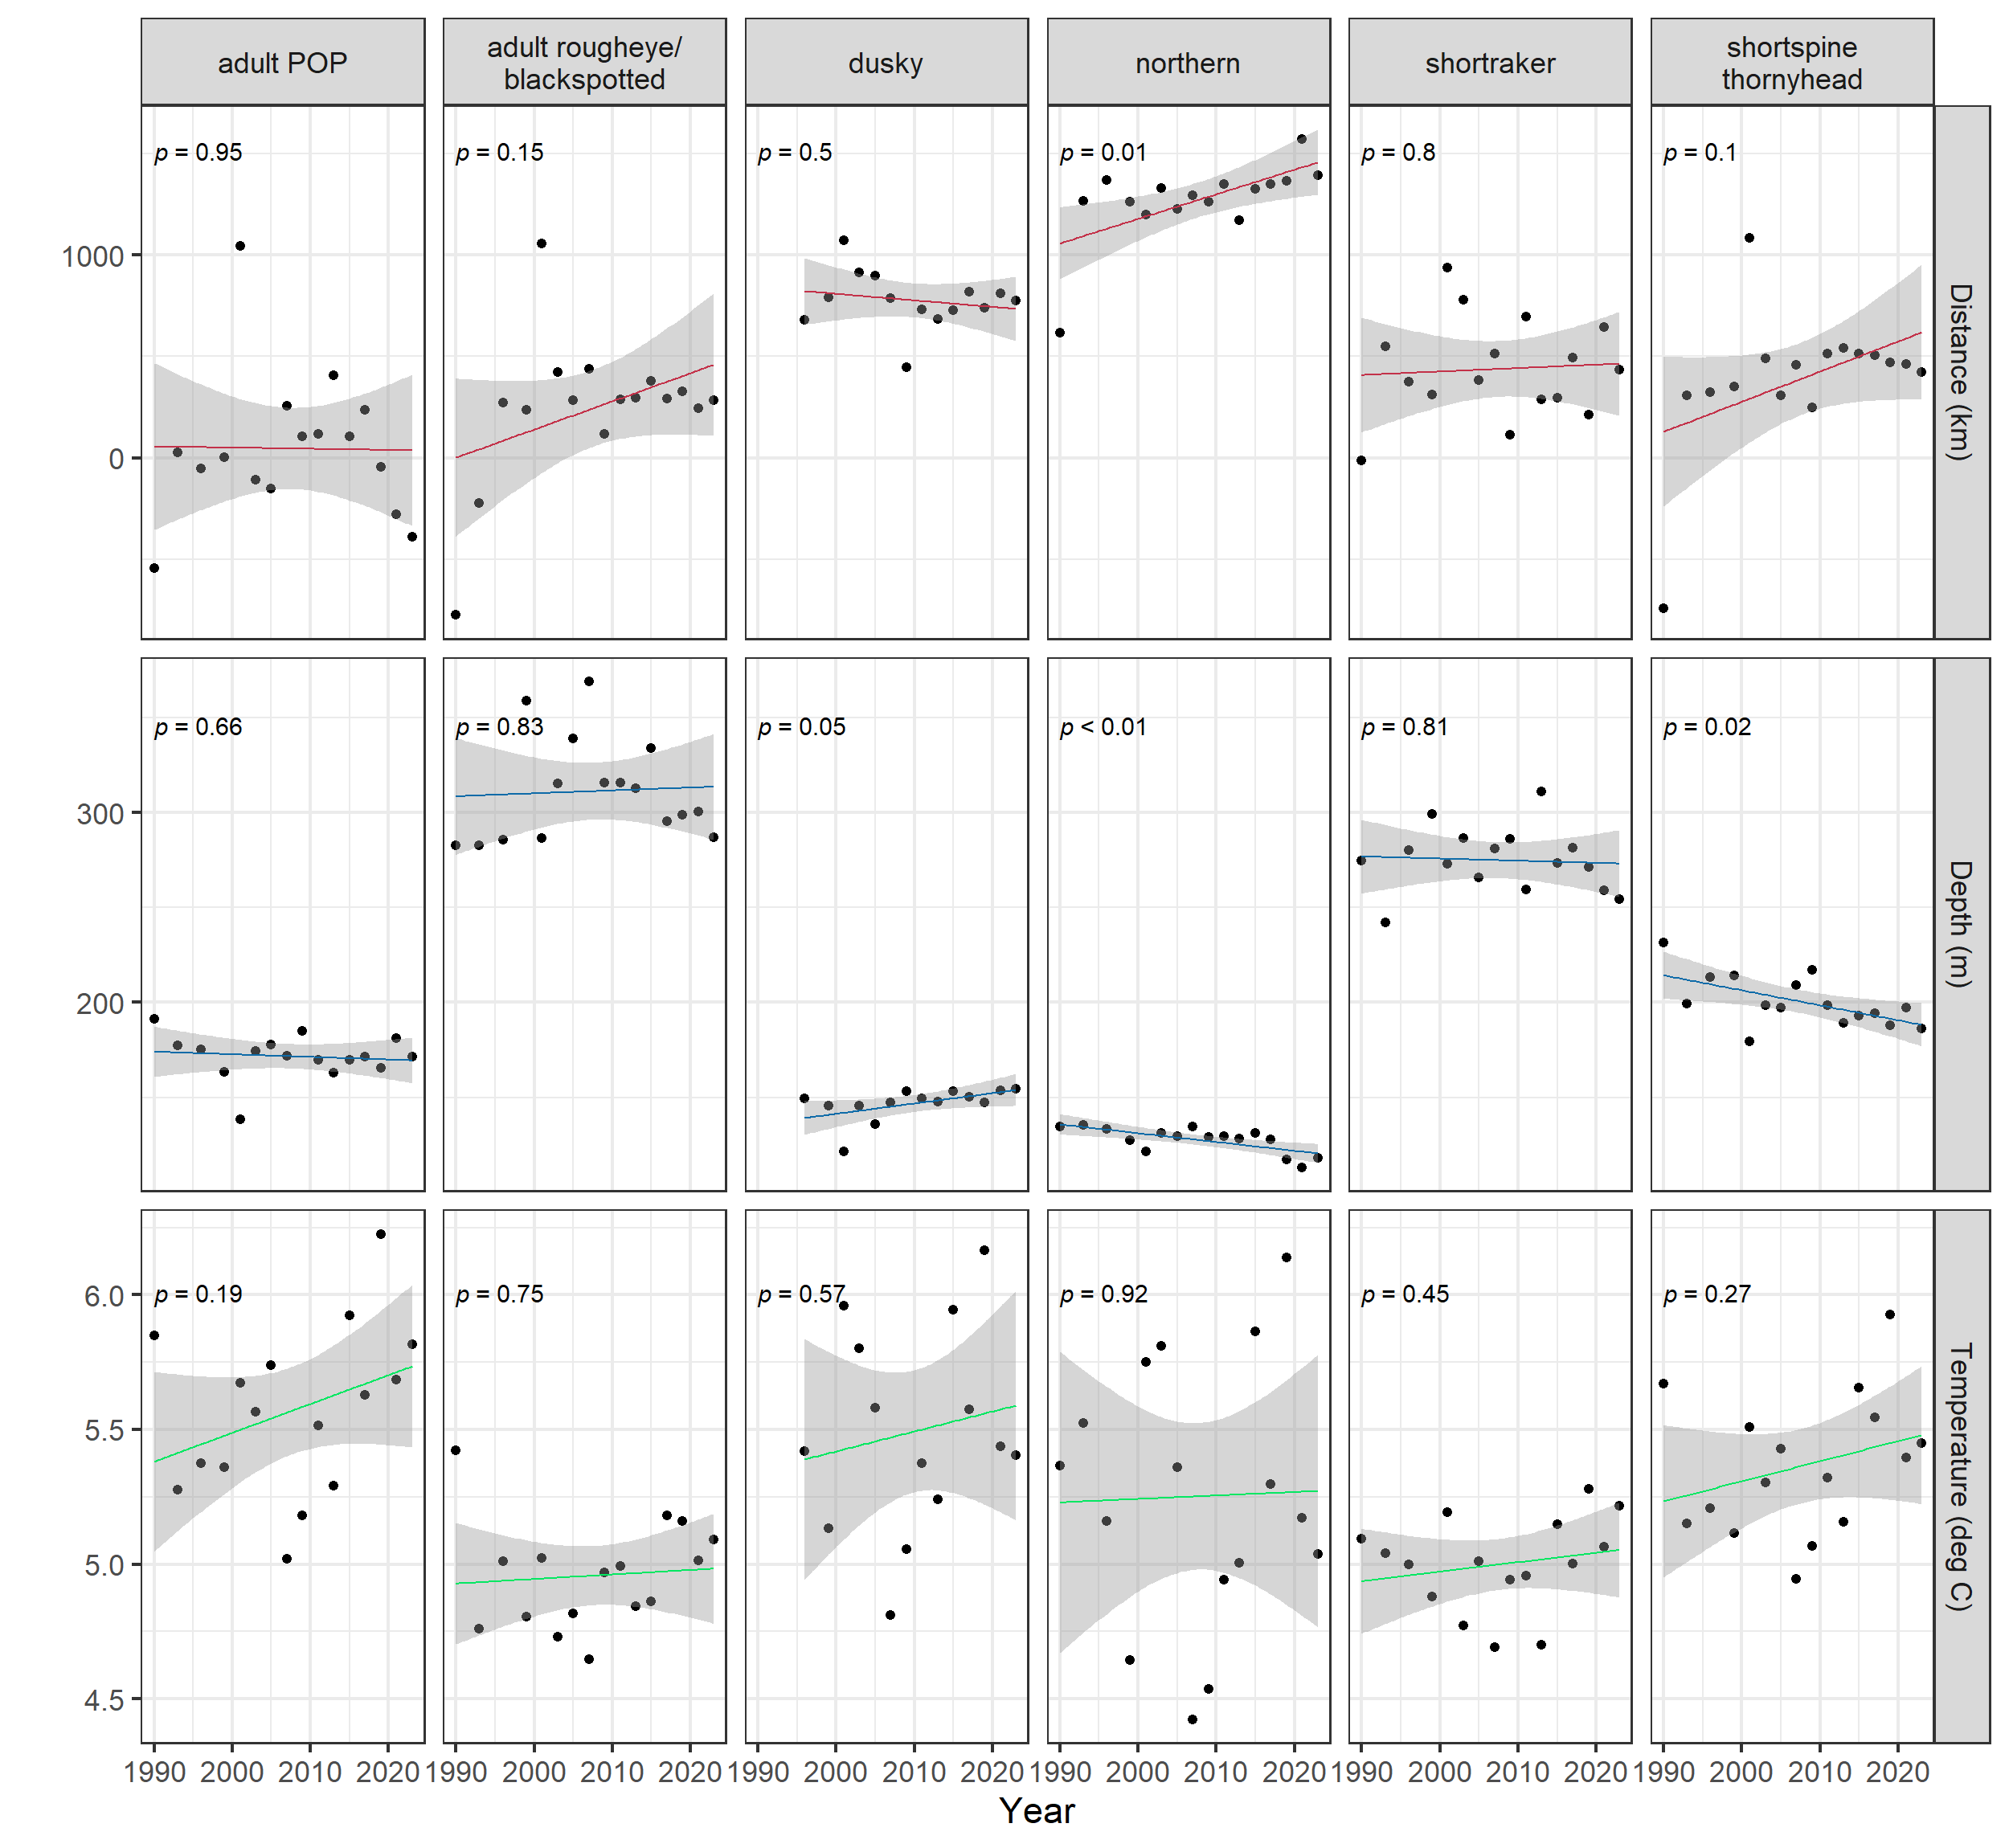 adult POP
adult rougheye/
blackspotted
dusky
northern
shortraker
shortspine
thornyhead
p = 0.95
p = 0.15
p = 0.5
p = 0.01
p = 0.8
p = 0.1
1000
0
Distance (km)
p = 0.66
p = 0.83
p = 0.05
p < 0.01
p = 0.81
p = 0.02
300
200
Depth (m)
p = 0.19
p = 0.75
p = 0.57
p = 0.92
p = 0.45
p = 0.27
6.0
5.5
5.0
4.5
Temperature (deg C)
1990 2000 2010 2020 1990 2000 2010 2020 1990 2000 2010 2020 1990 2000 2010 2020 1990 2000 2010 2020 1990 2000 2010 2020
Year